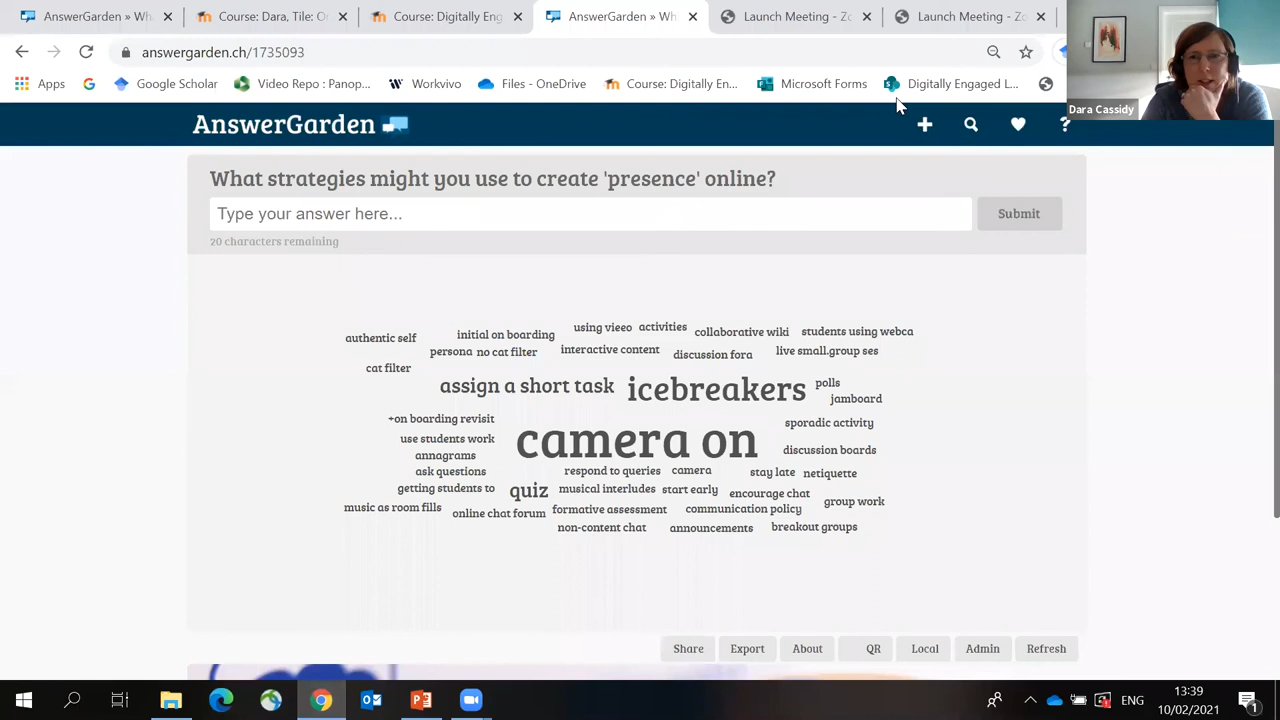 AnswerGarden » Wha
Course: Dara Tile: O
Course: Digitally Eng
AnswerGarden » Wh
Launch Meeting - Zo
Launch Meeting - Zo
answergarden.ch/1735093
Apps
Google Scholar
Video Repo : Panop...
Workvivo
Files - OneDrive
Course: Digitally En...
Microsoft Forms
Digitally Engaged L...
Dara Cassidy
AnswerGarden
What strategies might you use to create 'presence' online?
Type your answer here...
Submit
20 characters remaining
using vieeo activities
authentic self initial on boarding collaborative wiki students using webca
persona no cat filter interactive content discussion fora live small.group ses
cat filter
assign a short task icebreakers polls
jamboard
+on boarding revisit sporadic activity
use students work camera on discussion boards
annagrams
ask questions respond to queries camera stay late netiquette
getting students to quiz musical interludes start early encourage chat group work
music as room fills online chat forum formative assessment communication policy
non-content chat announcements breakout groups
Share Export About QR Local Admin Refresh
ENG
13:39
10/02/2021
1